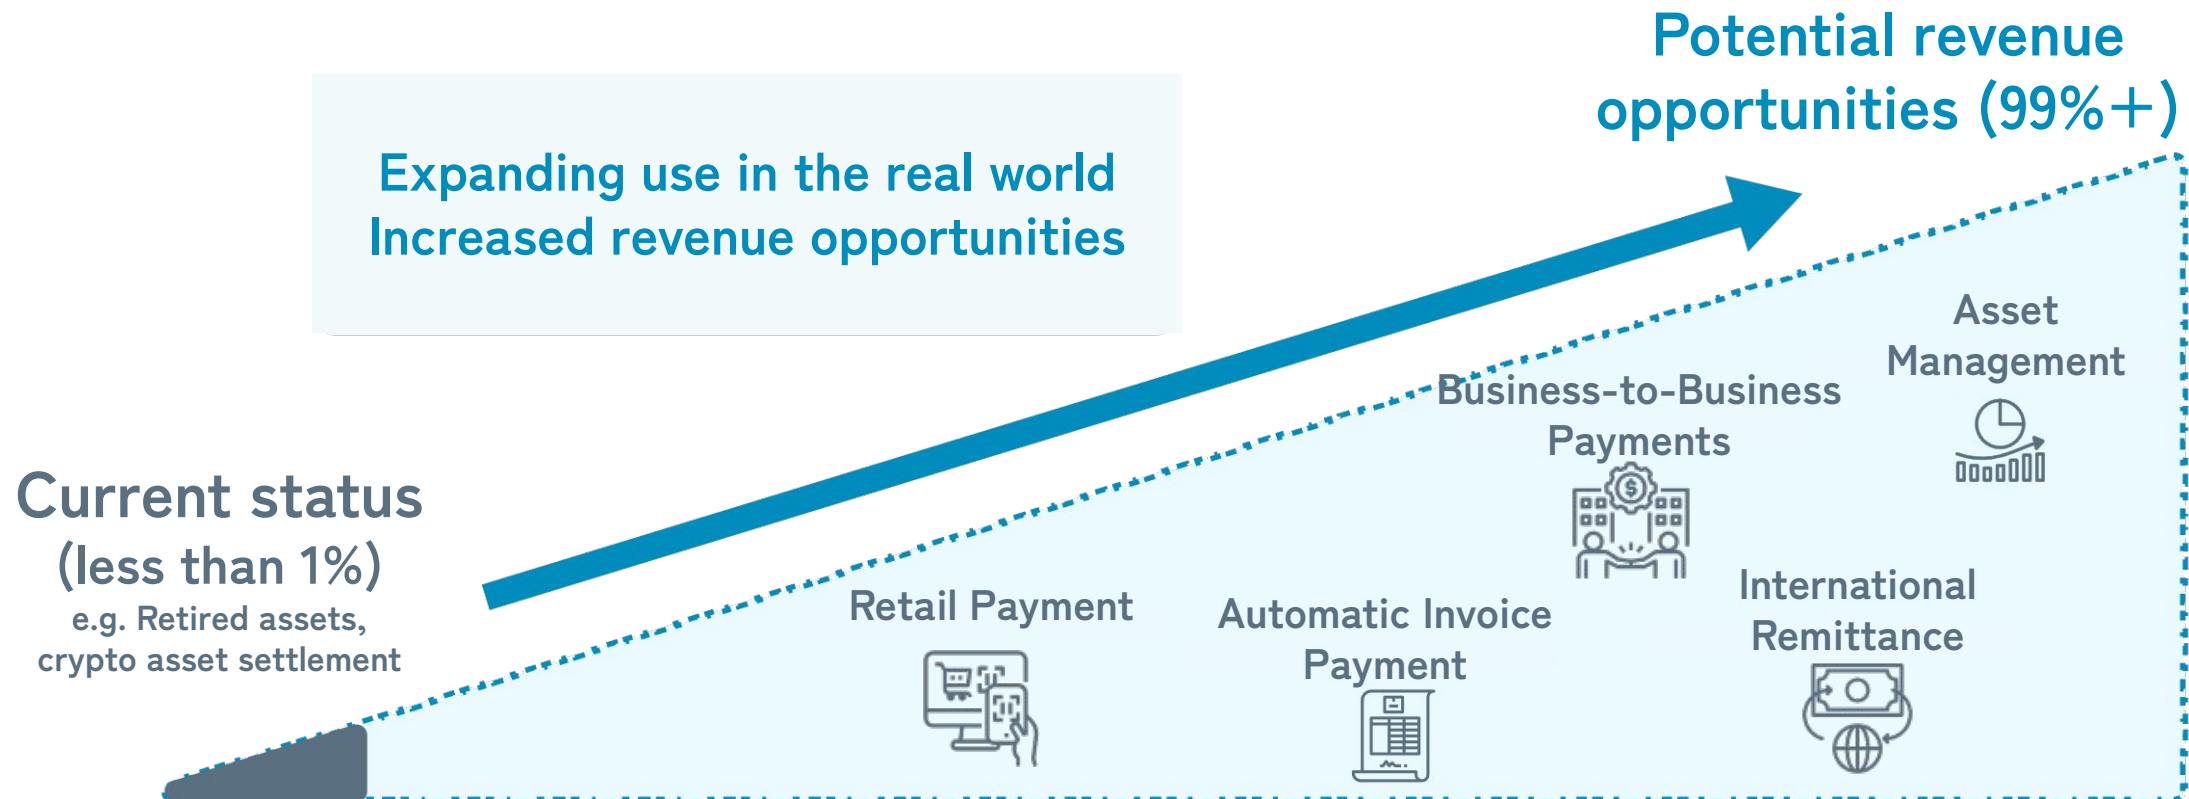 Potential revenue
opportunities (99%+)
Expanding use in the real world
Increased revenue opportunities
Current status
(less than 1%)
e.g. Retired assets,
crypto asset settlement
Retail Payment
Automatic Invoice
Payment
Business-to-Business
Payments
International
Remittance
Asset
Management